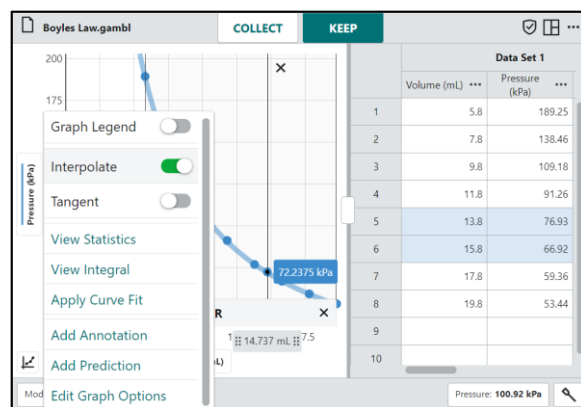 Boyles Law.gambl
COLLECT
KEEP
200
175
Pressure (kPa)
Graph Legend
Interpolate
Tangent
View Statistics
View Integral
Apply Curve Fit
Add Annotation
Add Prediction
Edit Graph Options
72.2375 kPa
R
1
14.737 mL
7.5
nL)
Mod
Data Set 1
Volume (mL) Pressure (kPa)
1 5.8 189.25
2 7.8 138.46
3 9.8 109.18
4 11.8 91.26
5 13.8 76.93
6 15.8 66.92
7 17.8 59.36
8 19.8 53.44
9
10
Pressure: 100.92 kPa